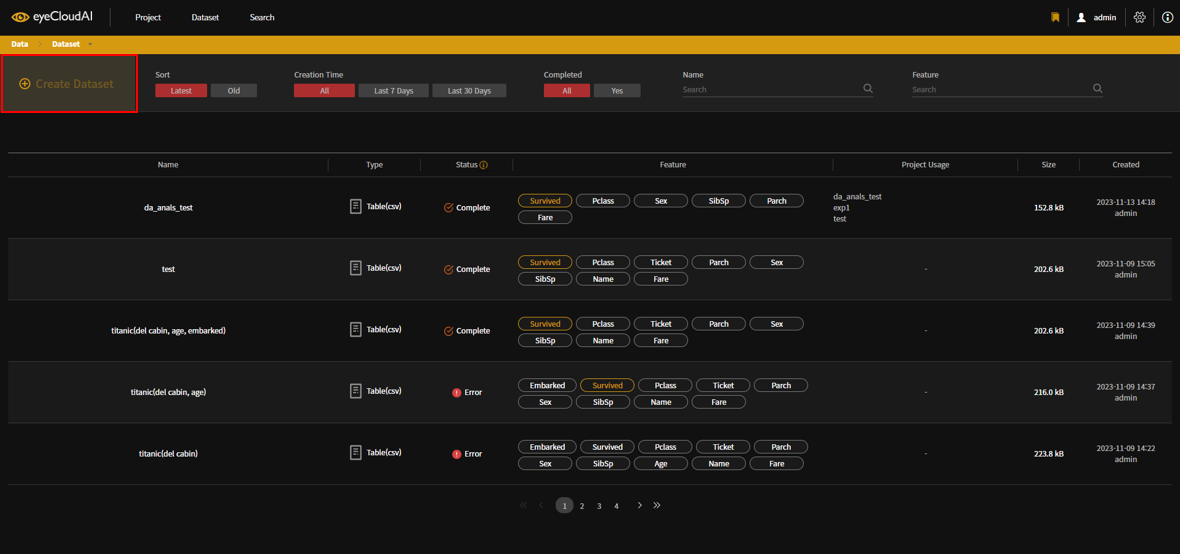 eyeCloudAI
Project Dataset Search
admin
Data Dataset
Create Dataset
Sort Creation Time Completed Name Feature
Latest Old All Last 7 Days Last 30 Days All Yes Search Search
Name Type Status Feature Project Usage Size Created
da_anals_test Table(csv) Complete
Survived Pclass Sex SibSp Parch
Fare
da_anals_test
exp1
test
152.8 kB
2023-11-13 14:18
admin
test Table(csv) Complete
Survived Pclass Ticket Parch Sex
SibSp Name Fare
-
202.6 kB
2023-11-09 15:05
admin
titanic(del cabin, age, embarked) Table(csv) Complete
Survived Pclass Ticket Parch Sex
SibSp Name Fare
-
202.6 kB
2023-11-09 14:39
admin
titanic(del cabin, age) Table(csv) Error
Embarked Survived Pclass Ticket Parch
Sex SibSp Name Fare
-
216.0 kB
2023-11-09 14:37
admin
titanic(del cabin) Table(csv) Error
Embarked Survived Pclass Ticket Parch
Sex SibSp Age Name Fare
-
223.8 kB
2023-11-09 14:22
admin
1 2 3 4